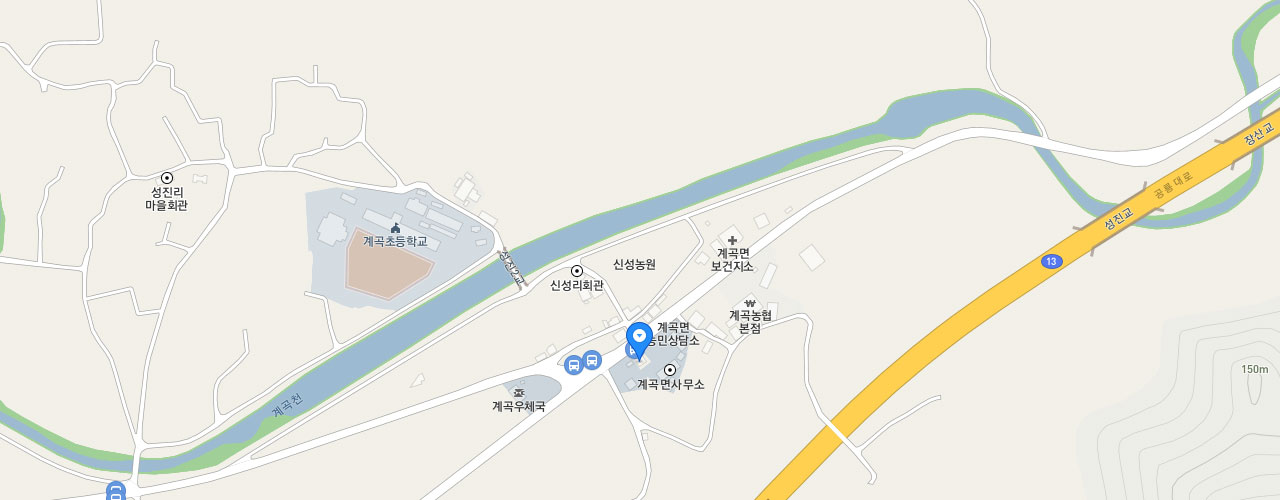 장산교
공룡대로
성진리
마을회관
성진교
계곡초등학교
계곡면
보건지소
성진2교
신성농원
13
신성리회관
계곡농협
본점
계곡면
농민상담소
150m
계곡면사무소
계곡천
계곡우체국